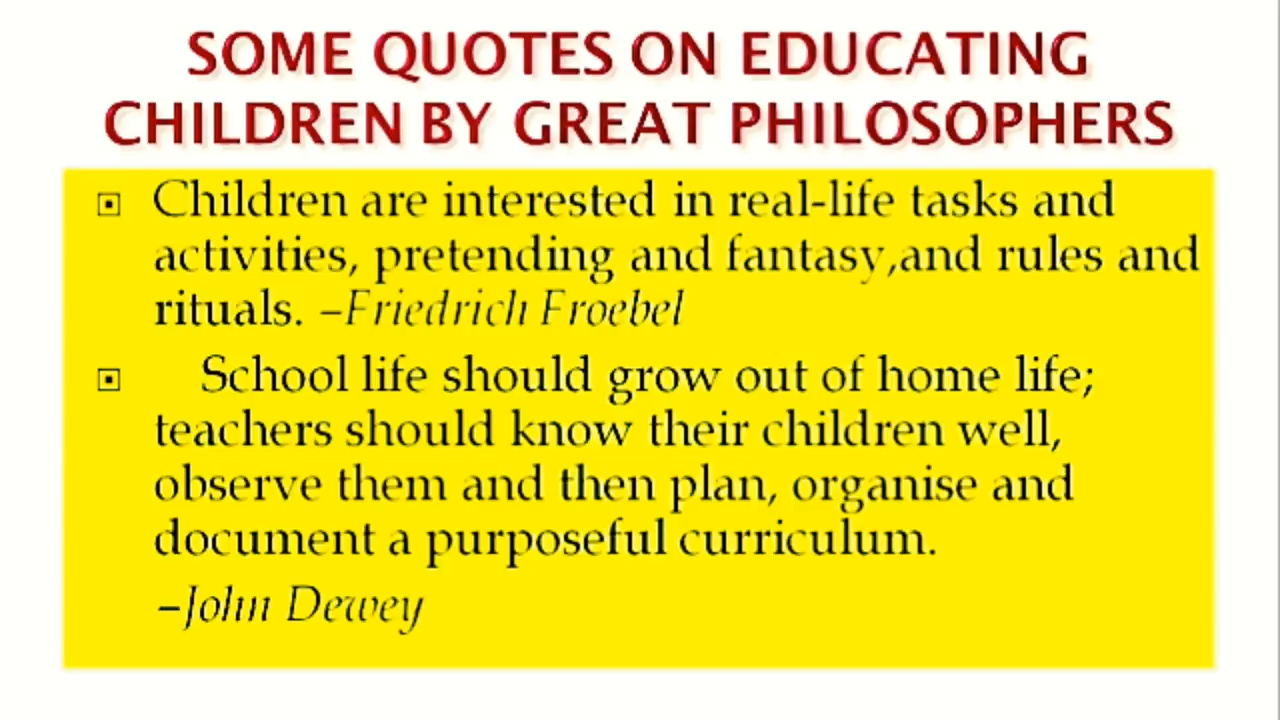 SOME QUOTES ON EDUCATING
CHILDREN BY GREAT PHILOSOPHERS
Children are interested in real-life tasks and
activities, pretending and fantasy,and rules and
rituals. –Friedrich Froebel
School life should grow out of home life;
teachers should know their children well,
observe them and then plan, organise and
document a purposeful curriculum.
–John Dewey